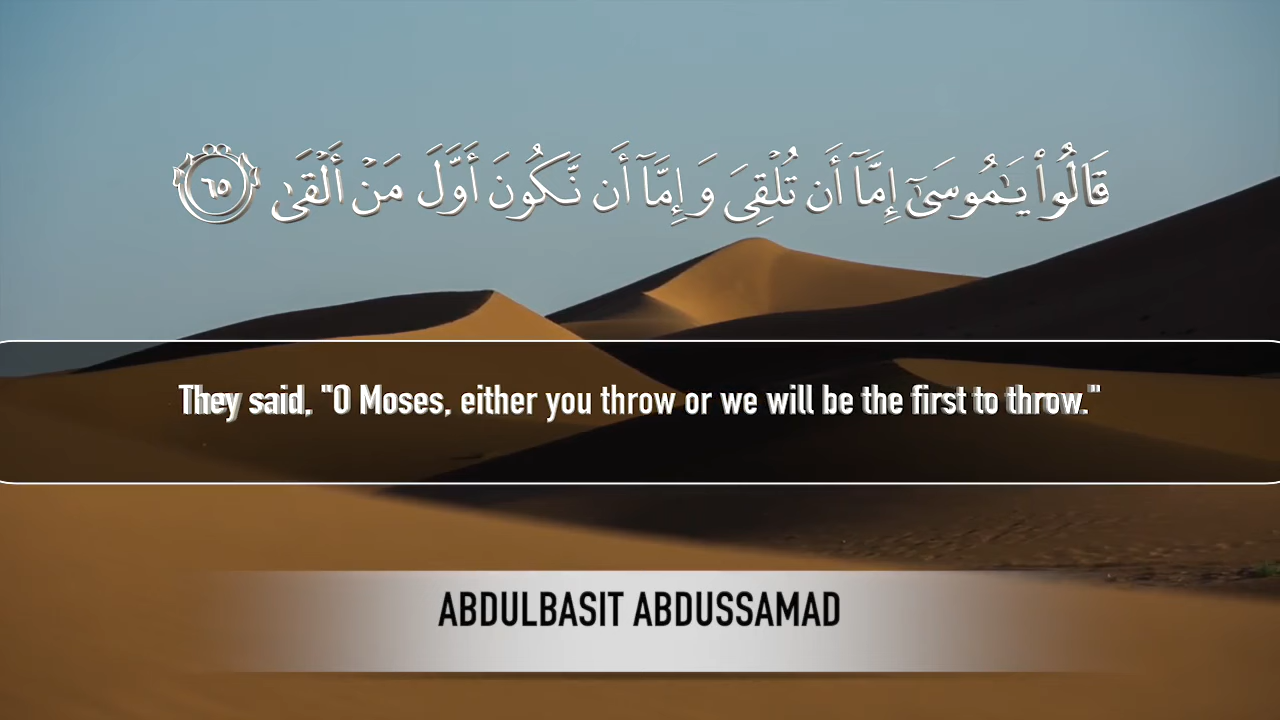 قَالُوا۟ يَـٰمُوسَىٰٓ إِمَّآ أَن تُلْقِىَ وَإِمَّآ أَن نَّكُونَ أَوَّلَ مَنْ أَلْقَىٰ ٦٥
They said, "O Moses, either you throw or we will be the first to throw."
ABDULBASIT ABDUSSAMAD